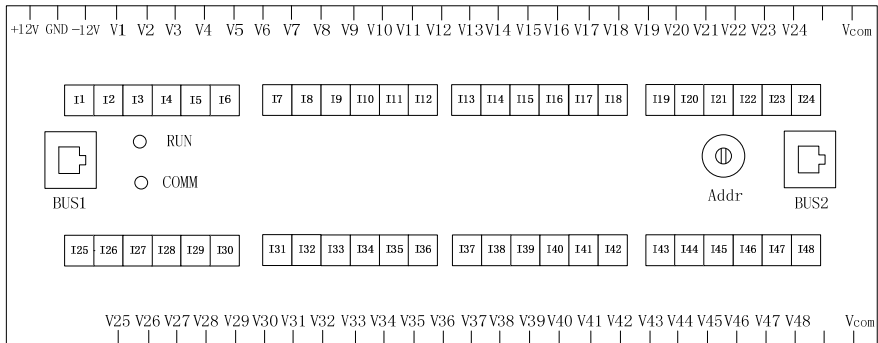 +12V GND -12V V1 V2 V3 V4 V5 V6 V7 V8 V9 V10 V11 V12 V13 V14 V15 V16 V17 V18 V19 V20 V21 V22 V23 V24 Vcom
I1 I2 I3 I4 I5 I6 I7 I8 I9 I10 I11 I12 I13 I14 I15 I16 I17 I18 I19 I20 I21 I22 I23 I24
RUN
COMM
BUS1 Addr BUS2
I25 I26 I27 I28 I29 I30 I31 I32 I33 I34 I35 I36 I37 I38 I39 I40 I41 I42 I43 I44 I45 I46 I47 I48
V25 V26 V27 V28 V29 V30 V31 V32 V33 V34 V35 V36 V37 V38 V39 V40 V41 V42 V43 V44 V45 V46 V47 V48 Vcom